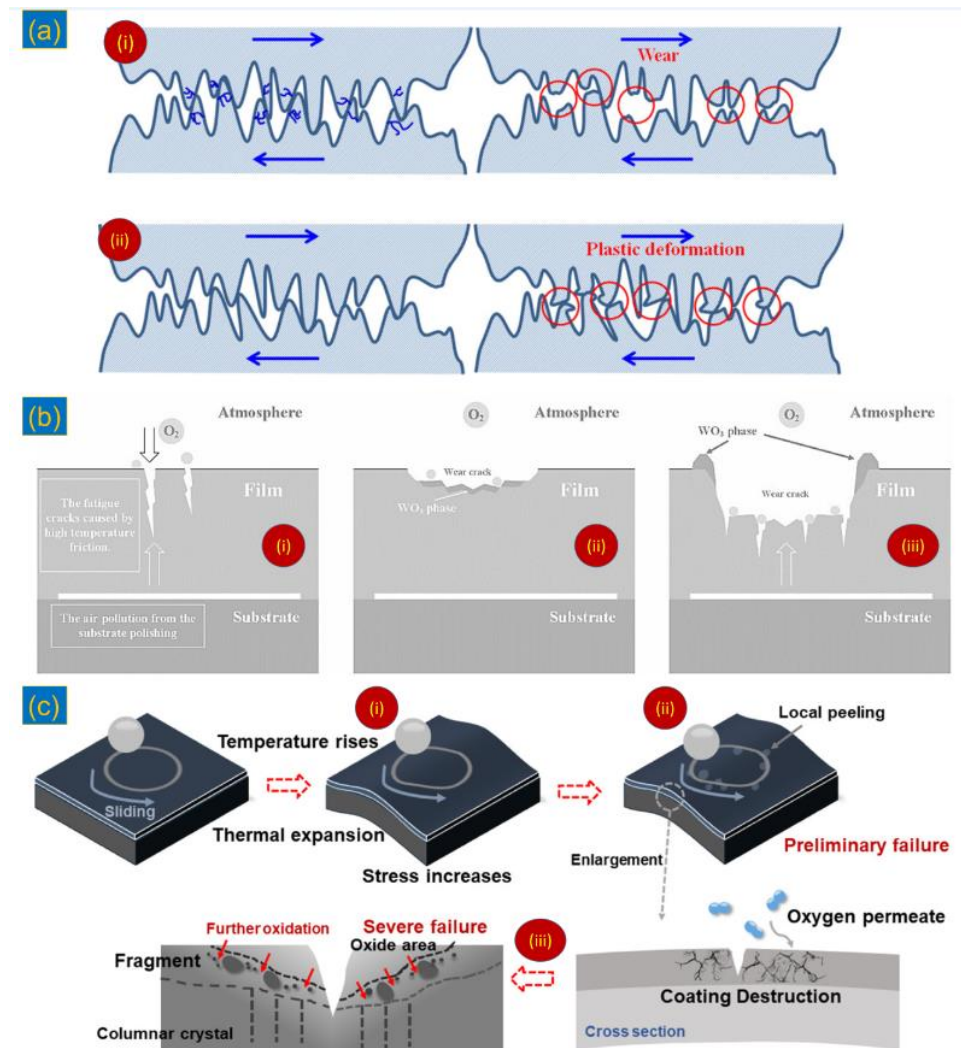 (a)
(i)
Wear
(ii)
Plastic deformation
(b)
O₂
Atmosphere
The fatigue
cracks caused by
high temperature
friction.
Film
(i)
The air pollution from the
substrate polishing
Substrate
O₂
Atmosphere
Wear crack
WO₃ phase
Film
(ii)
Substrate
O₂
Atmosphere
WO₃ phase
Wear crack
Film
(iii)
Substrate
(c)
Sliding
Temperature rises
Thermal expansion
(i)
Stress increases
(ii)
Local peeling
Enlargement
Preliminary failure
Oxygen permeate
Coating Destruction
Cross section
(iii)
Further oxidation
Severe failure
Oxide area
Fragment
Columnar crystal